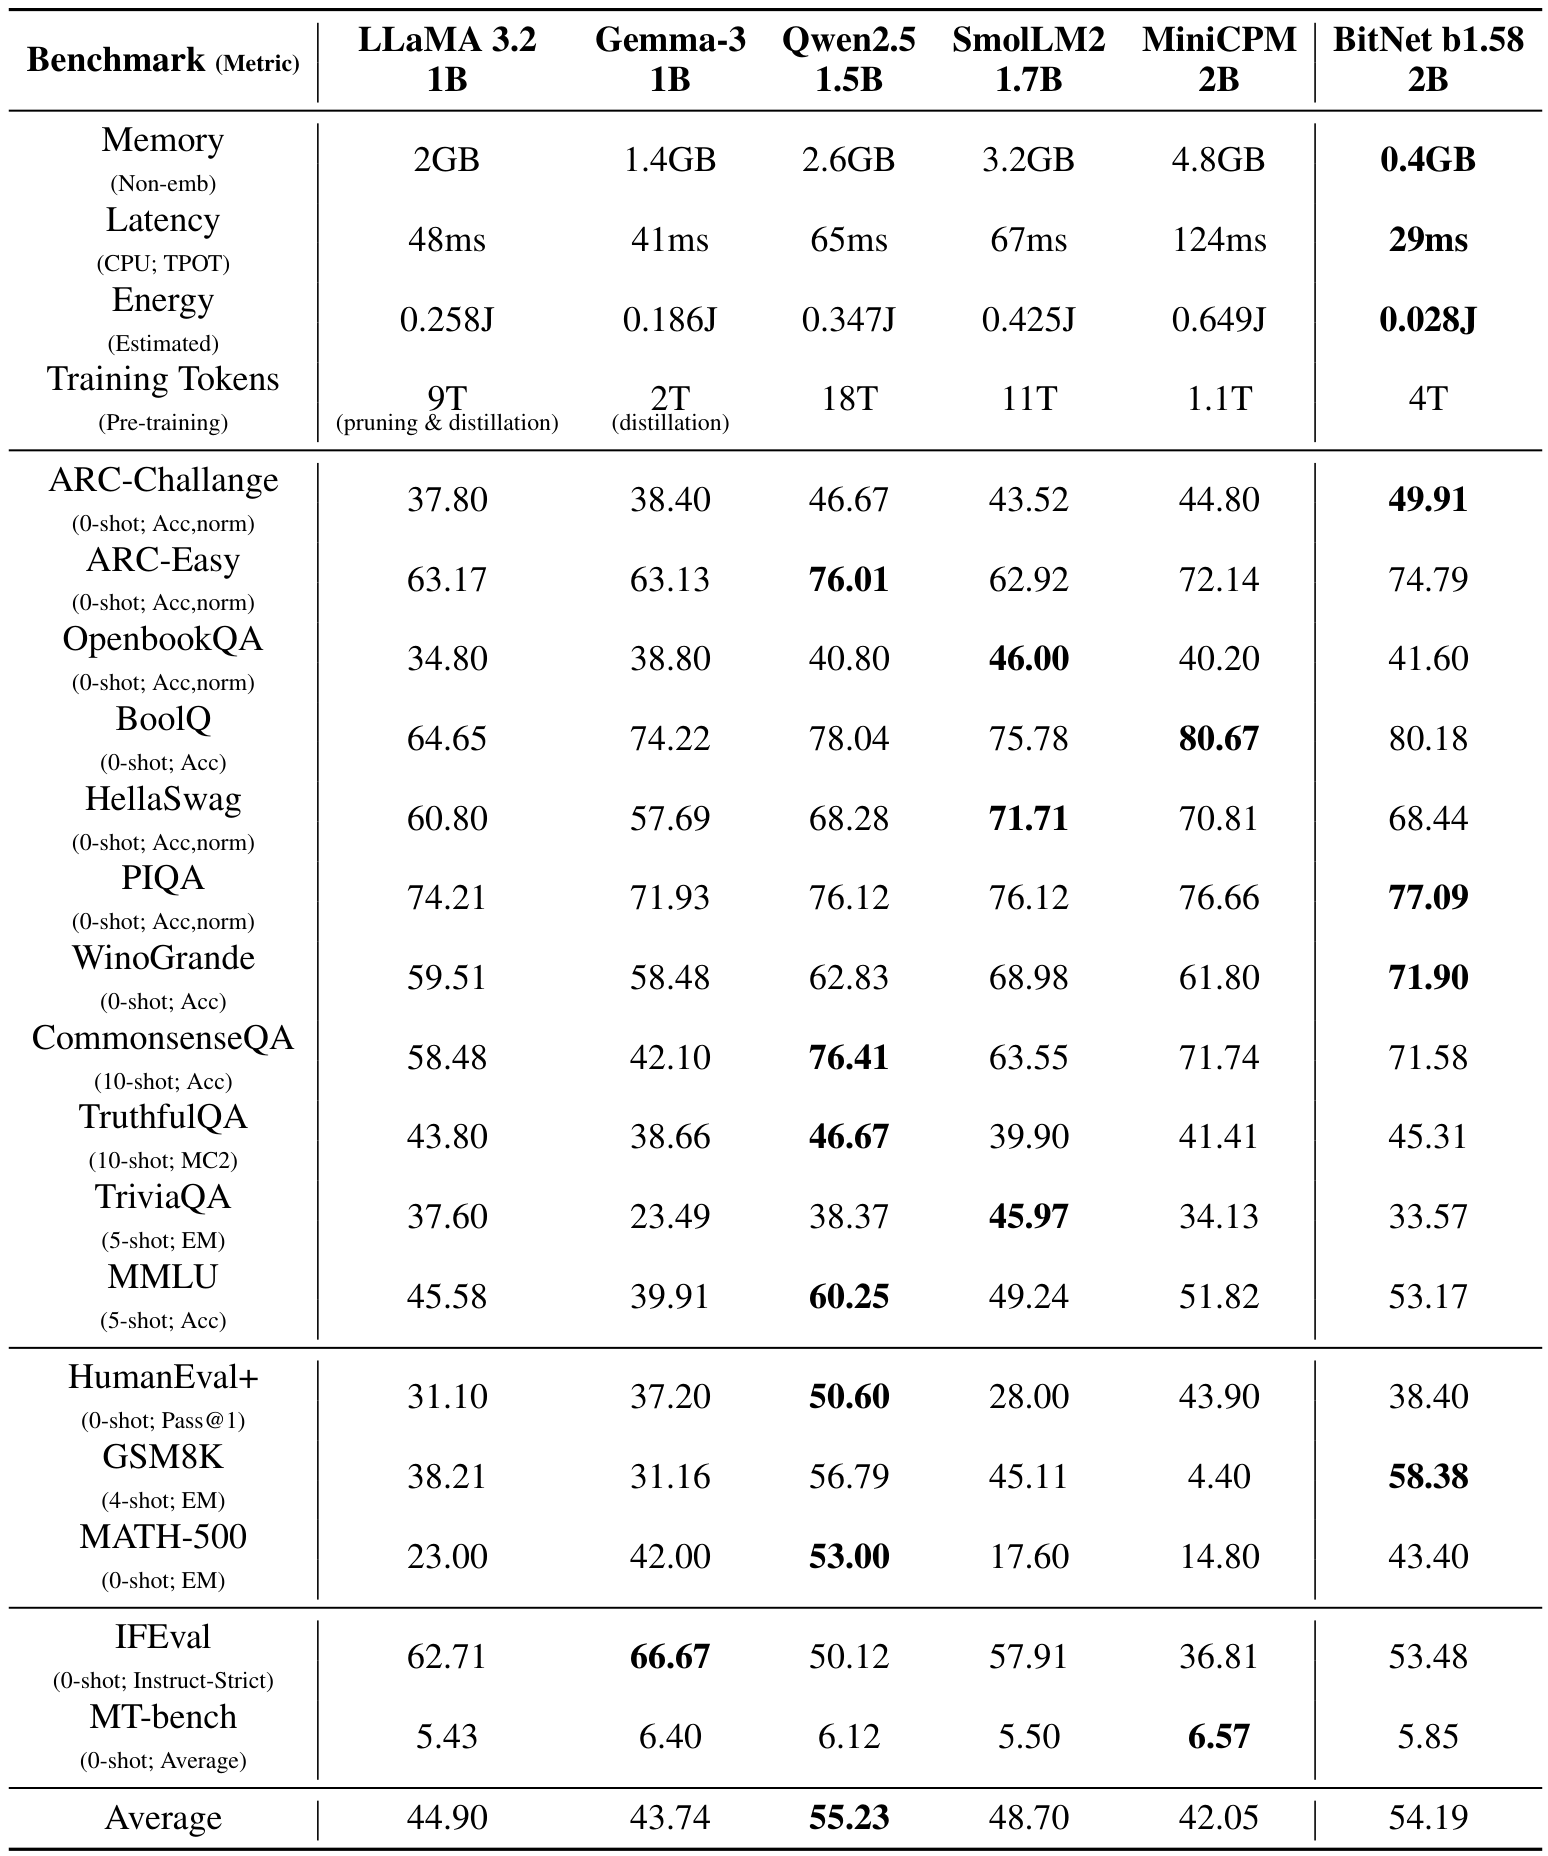 Benchmark (Metric) LLaMA 3.2 1B Gemma-3 1B Qwen2.5 1.5B SmolLM2 1.7B MiniCPM 2B BitNet b1.58 2B
Memory (Non-emb) 2GB 1.4GB 2.6GB 3.2GB 4.8GB 0.4GB
Latency (CPU; TPOT) 48ms 41ms 65ms 67ms 124ms 29ms
Energy (Estimated) 0.258J 0.186J 0.347J 0.425J 0.649J 0.028J
Training Tokens (Pre-training) 9T (pruning & distillation) 2T (distillation) 18T 11T 1.1T 4T
ARC-Challange (0-shot; Acc,norm) 37.80 38.40 46.67 43.52 44.80 49.91
ARC-Easy (0-shot; Acc,norm) 63.17 63.13 76.01 62.92 72.14 74.79
OpenbookQA (0-shot; Acc,norm) 34.80 38.80 40.80 46.00 40.20 41.60
BoolQ (0-shot; Acc) 64.65 74.22 78.04 75.78 80.67 80.18
HellaSwag (0-shot; Acc,norm) 60.80 57.69 68.28 71.71 70.81 68.44
PIQA (0-shot; Acc,norm) 74.21 71.93 76.12 76.12 76.66 77.09
WinoGrande (0-shot; Acc) 59.51 58.48 62.83 68.98 61.80 71.90
CommonsenseQA (10-shot; Acc) 58.48 42.10 76.41 63.55 71.74 71.58
TruthfulQA (10-shot; MC2) 43.80 38.66 46.67 39.90 41.41 45.31
TriviaQA (5-shot; EM) 37.60 23.49 38.37 45.97 34.13 33.57
MMLU (5-shot; Acc) 45.58 39.91 60.25 49.24 51.82 53.17
HumanEval+ (0-shot; Pass@1) 31.10 37.20 50.60 28.00 43.90 38.40
GSM8K (4-shot; EM) 38.21 31.16 56.79 45.11 4.40 58.38
MATH-500 (0-shot; EM) 23.00 42.00 53.00 17.60 14.80 43.40
IFEval (0-shot; Instruct-Strict) 62.71 66.67 50.12 57.91 36.81 53.48
MT-bench (0-shot; Average) 5.43 6.40 6.12 5.50 6.57 5.85
Average 44.90 43.74 55.23 48.70 42.05 54.19